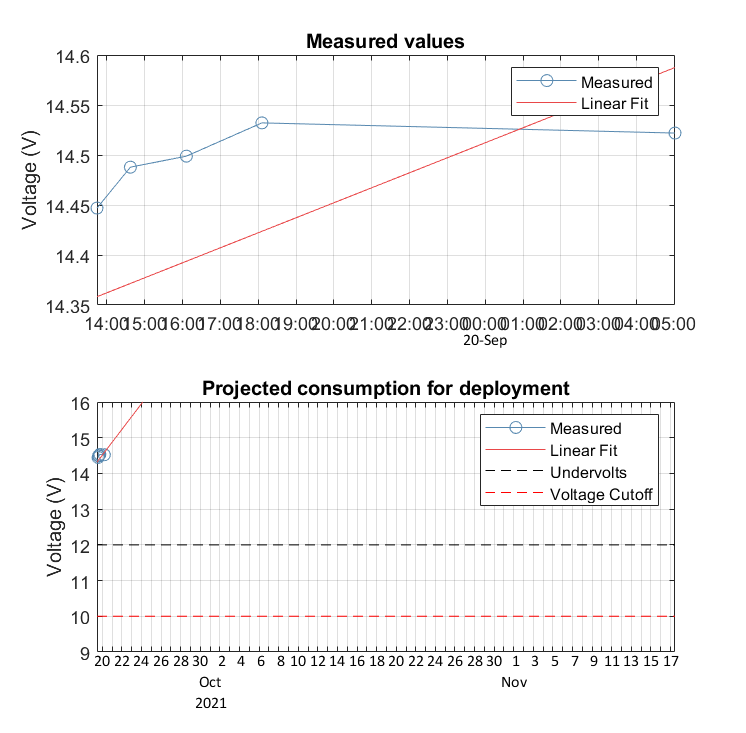 Measured values
14.6
14.55
14.5
14.45
14.4
14.35
Voltage (V)
Measured
Linear Fit
14:00 15:00 16:00 17:00 18:00 19:00 20:00 21:00 22:00 23:00 00:00 01:00 02:00 03:00 04:00 05:00
20-Sep
Projected consumption for deployment
16
15
14
13
12
11
10
9
Voltage (V)
Measured
Linear Fit
Undervolts
Voltage Cutoff
20 22 24 26 28 30 2 4 6 8 10 12 14 16 18 20 22 24 26 28 30 1 3 5 7 9 11 13 15 17
Oct Nov
2021